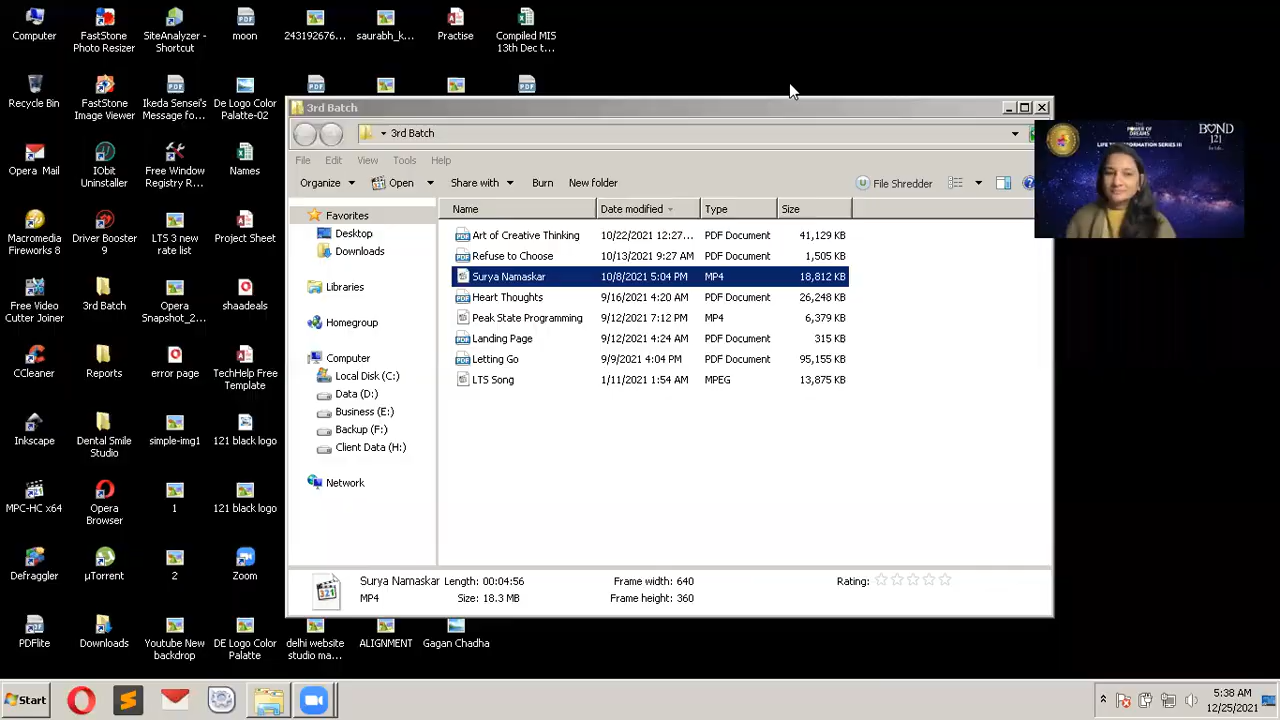 Computer
FastStone
Photo Resizer
SiteAnalyzer -
Shortcut
moon
243192676...
saurabh_k...
Practise
Compiled MIS
13th Dec t...
Recycle Bin
FastStone
Image Viewer
Ikeda Sensei's
Message fo...
De Logo Color
Palatte-02
Opera Mail
IObit
Uninstaller
Free Window
Registry R...
Names
Macromedia
Fireworks 8
Driver Booster
9
LTS 3 new
rate list
Project Sheet
Free Video
Cutter Joiner
3rd Batch
Opera
Snapshot_2...
shaadeals
CCleaner
Reports
error page
TechHelp Free
Template
Inkscape
Dental Smile
Studio
simple-img1
121 black logo
MPC-HC x64
Opera
Browser
1
121 black logo
Defraggler
µTorrent
2
Zoom
PDFlite
Downloads
Youtube New
backdrop
DE Logo Color
Palette
delhi website
studio ma...
ALIGNMENT
Gagan Chadha
3rd Batch
3rd Batch
File Edit View Tools Help
Organize Open Share with Burn New folder File Shredder
Name Date modified Type Size
Art of Creative Thinking 10/22/2021 12:27... PDF Document 41,129 KB
Refuse to Choose 10/13/2021 9:27 AM PDF Document 1,505 KB
Surya Namaskar 10/8/2021 5:04 PM MP4 18,812 KB
Heart Thoughts 9/16/2021 4:20 AM PDF Document 26,248 KB
Peak State Programming 9/12/2021 7:12 PM MP4 6,379 KB
Landing Page 9/12/2021 4:24 AM PDF Document 315 KB
Letting Go 9/9/2021 4:04 PM PDF Document 95,155 KB
LTS Song 1/11/2021 1:54 AM MPEG 13,875 KB
Favorites
Desktop
Downloads
Libraries
Homegroup
Computer
Local Disk (C:)
Data (D:)
Business (E:)
Backup (F:)
Client Data (H:)
Network
Surya Namaskar Length: 00:04:56 Frame width: 640 Rating:
MP4 Size: 18.3 MB Frame height: 360
THE
POWER OF
DREAMS
LIFE TRANSFORMATION SERIES III
BOND
121
Start
5:38 AM
12/25/2021